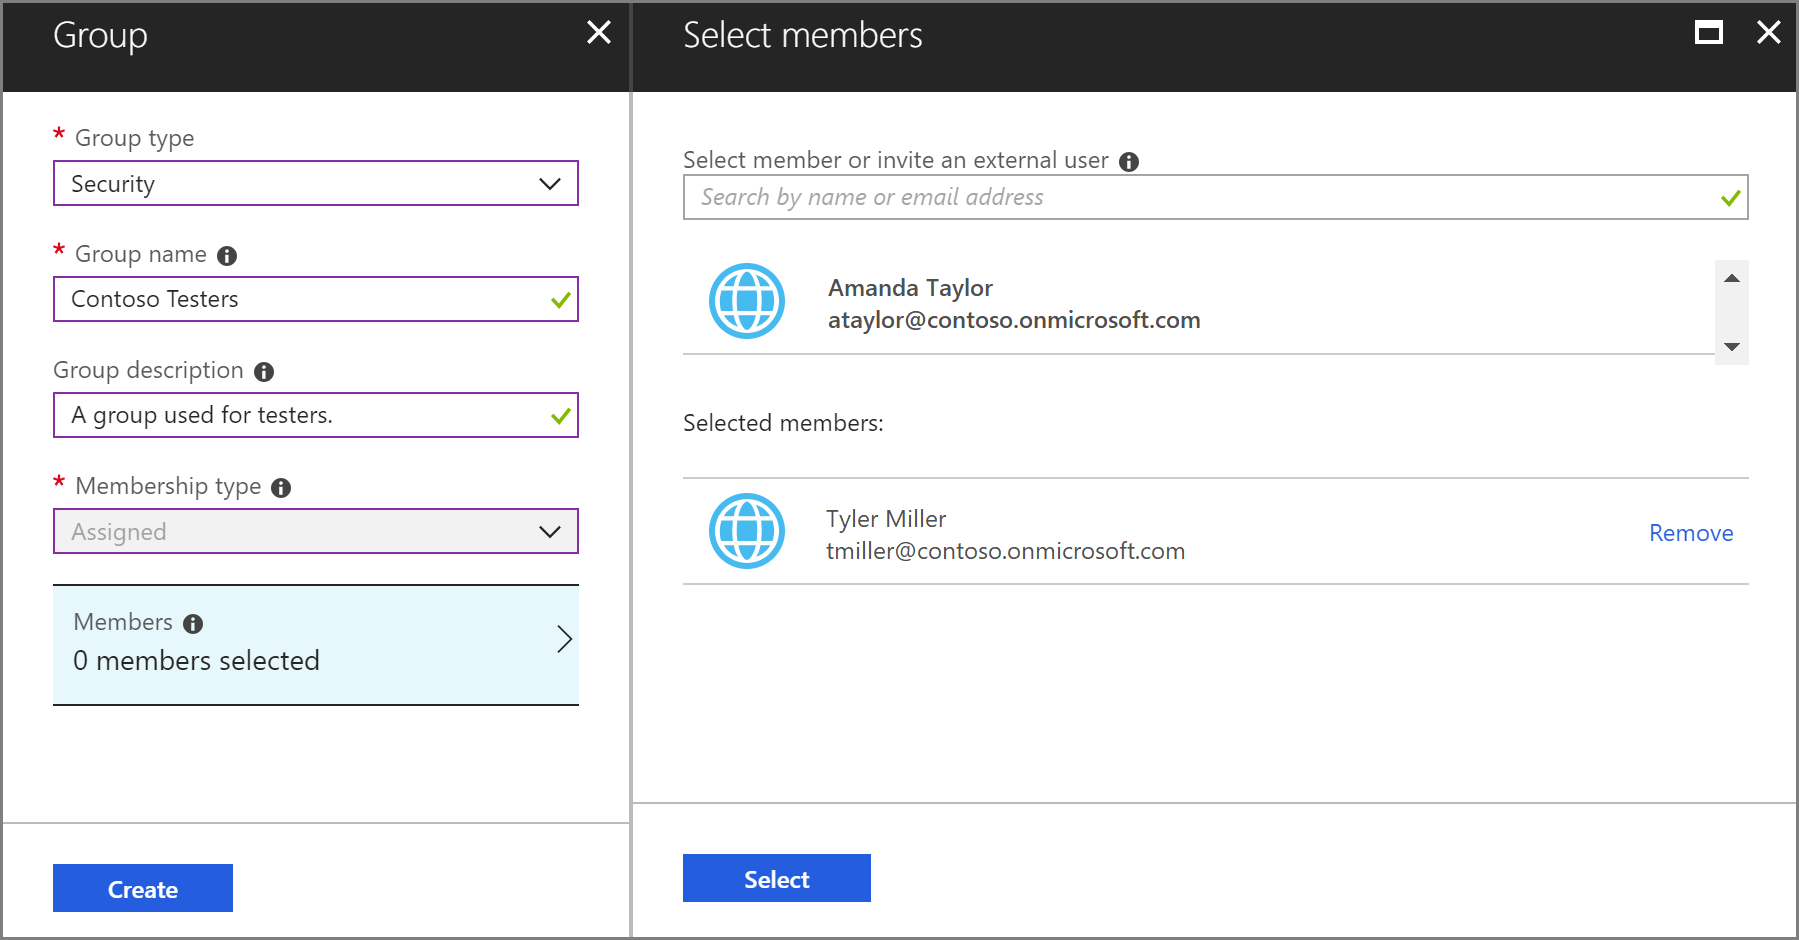 Group
* Group type
Security
* Group name
Contoso Testers
Group description
A group used for testers.
* Membership type
Assigned
Members
0 members selected
Create
Select members
Select member or invite an external user
Search by name or email address
Amanda Taylor
ataylor@contoso.onmicrosoft.com
Selected members:
Tyler Miller
tmiller@contoso.onmicrosoft.com
Remove
Select